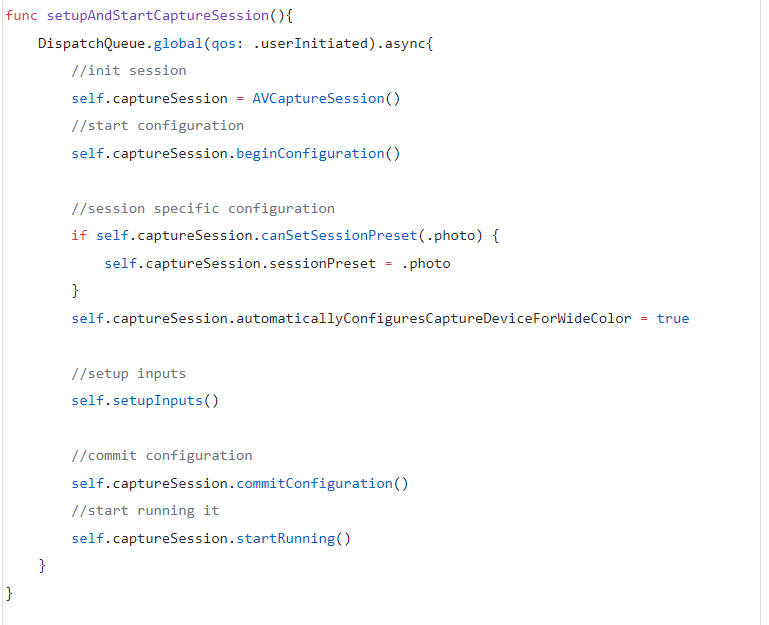 func setupAndStartCaptureSession(){
    DispatchQueue.global(qos: .userInitiated).async{
        //init session
        self.captureSession = AVCaptureSession()
        //start configuration
        self.captureSession.beginConfiguration()

        //session specific configuration
        if self.captureSession.canSetSessionPreset(.photo) {
            self.captureSession.sessionPreset = .photo
        }
        self.captureSession.automaticallyConfiguresCaptureDeviceForWideColor = true

        //setup inputs
        self.setupInputs()

        //commit configuration
        self.captureSession.commitConfiguration()
        //start running it
        self.captureSession.startRunning()
    }
}